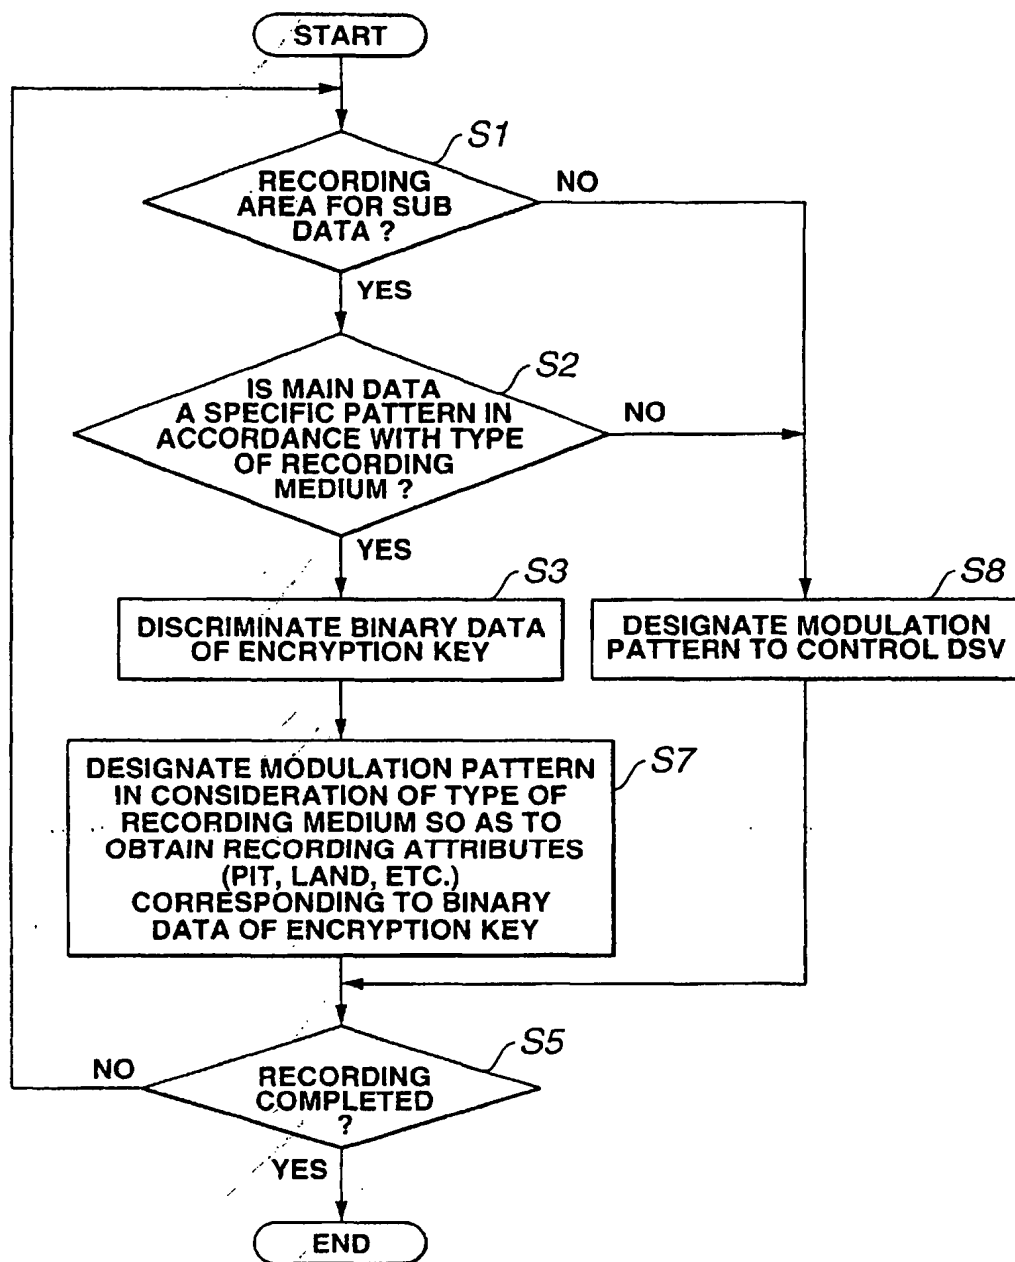 START
S1
RECORDING
AREA FOR SUB
DATA ?
NO
YES
S2
IS MAIN DATA
A SPECIFIC PATTERN IN
ACCORDANCE WITH TYPE
OF RECORDING
MEDIUM ?
NO
YES
S3
DISCRIMINATE BINARY DATA
OF ENCRYPTION KEY
S8
DESIGNATE MODULATION
PATTERN TO CONTROL DSV
S7
DESIGNATE MODULATION PATTERN
IN CONSIDERATION OF TYPE OF
RECORDING MEDIUM SO AS TO
OBTAIN RECORDING ATTRIBUTES
(PIT, LAND, ETC.)
CORRESPONDING TO BINARY
DATA OF ENCRYPTION KEY
S5
NO
RECORDING
COMPLETED
?
YES
END